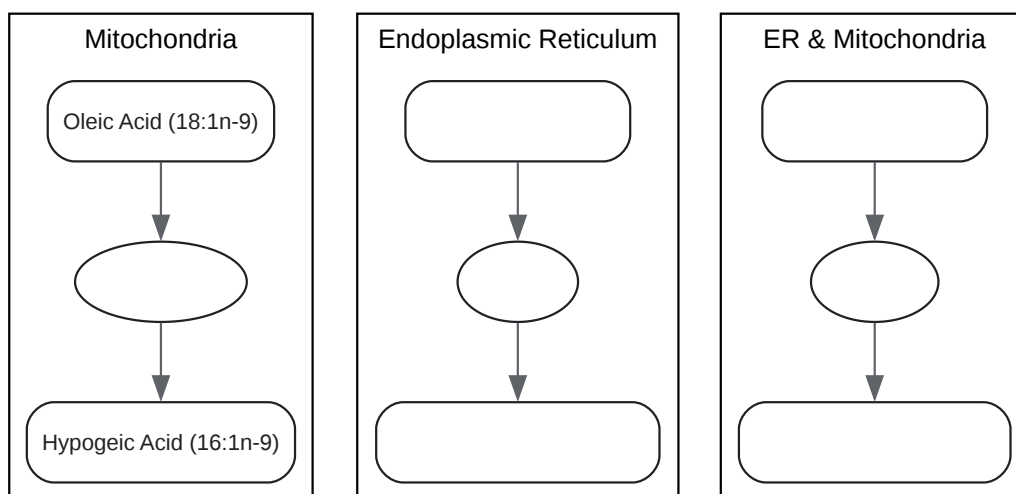 Mitochondria
Endoplasmic Reticulum
ER & Mitochondria
Oleic Acid (18:1n-9)
Hypogeic Acid (16:1n-9)